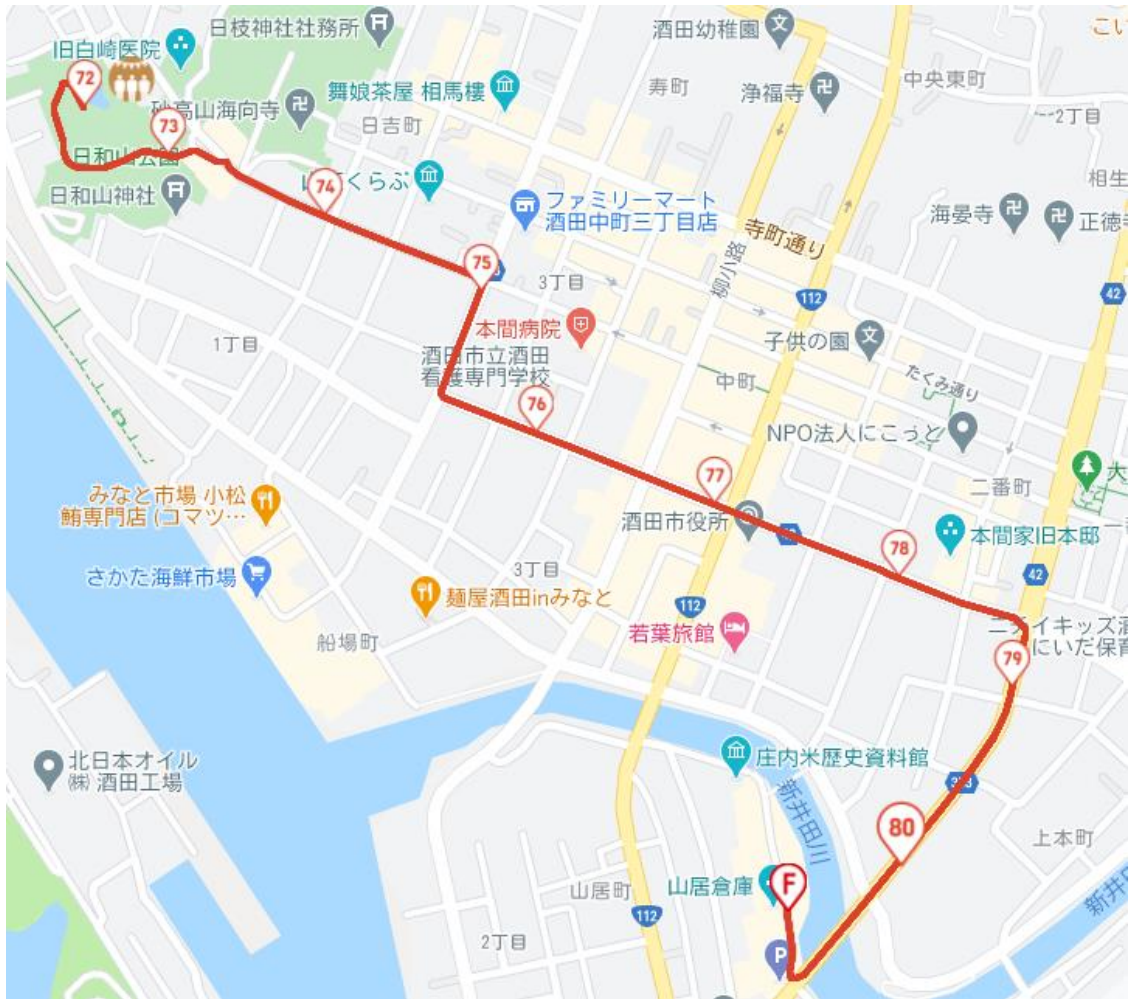 日枝神社社務所
酒田幼稚園
こい
旧白崎医院
中央東町
72
舞娘茶屋 相馬樓
寿町
浄福寺
砂高山海向寺
2丁目
73
日吉町
日和山公園
相生
日和山神社
74
くらぶ
ファミリーマート
酒田中町三丁目店
海晏寺
正徳寺
寺町通り
75
柳小路
3丁目
112
42
1丁目
本間病院
子供の園
酒田市立酒田
看護専門学校
中町
たくみ通り
76
NPO法人にこっと
大
77
二番町
みなと市場 小松
鮪専門店 (コマツ…
酒田市役所
一番
本間家旧本邸
78
さかた海鮮市場
3丁目
42
麺屋酒田inみなと
112
若葉旅館
ニチイキッズ酒
にいだ保育
船場町
79
庄内米歴史資料館
北日本オイル
㈱ 酒田工場
新井田川
80
上本町
山居倉庫
F
山居町
新井田
112
2丁目
P